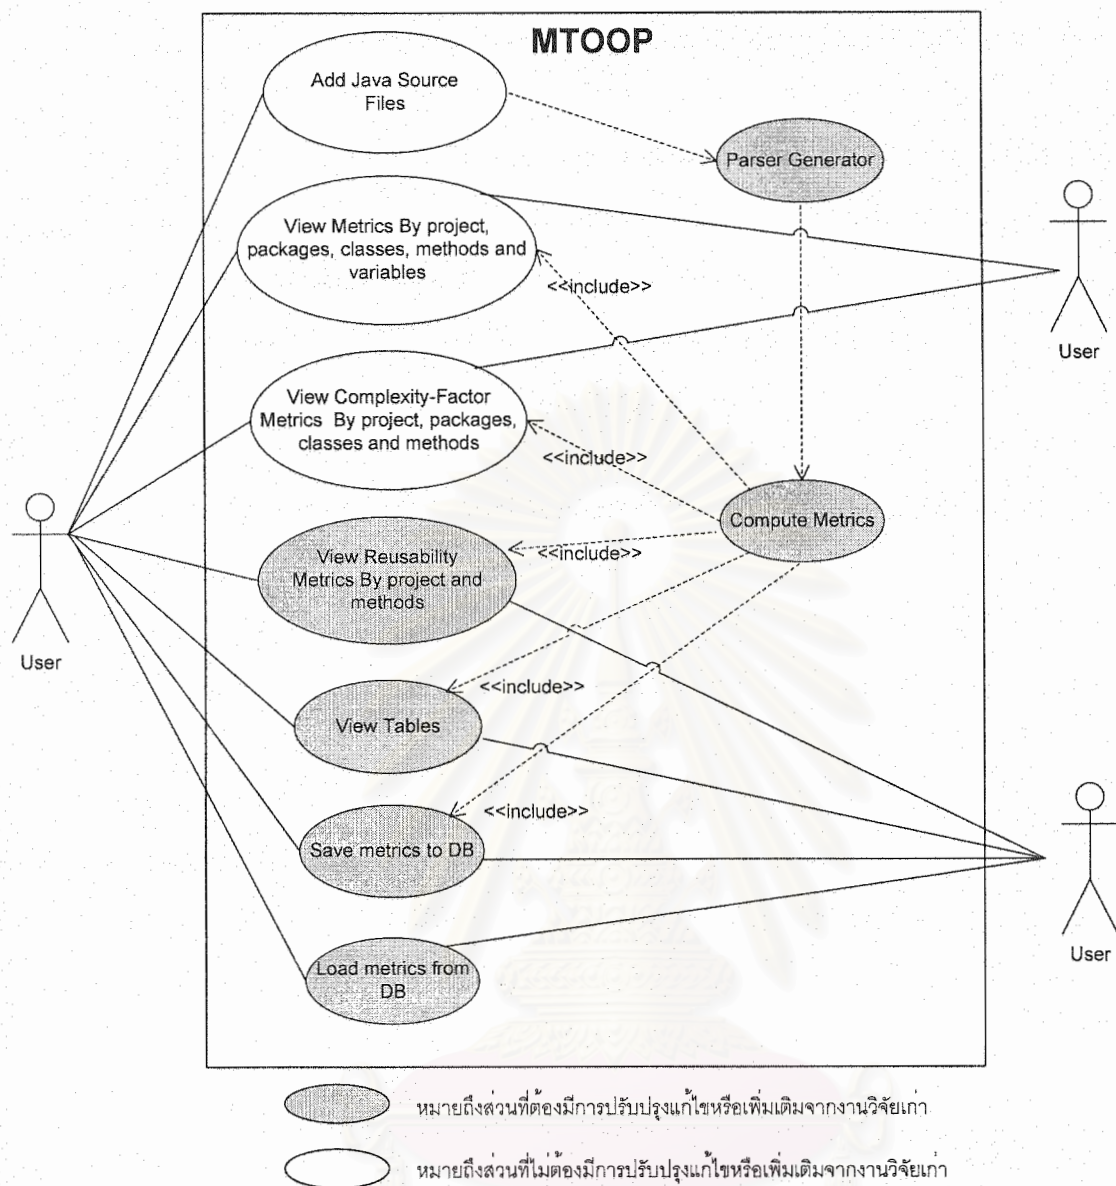 MTOOP
Add Java Source
Files
Parser Generator
View Metrics By project,
packages, classes, methods and
variables
<<include>>
User
View Complexity-Factor
Metrics By project, packages,
classes and methods
<<include>>
Compute Metrics
<<include>>
View Reusability
Metrics By project and
methods
User
<<include>>
View Tables
<<include>>
Save metrics to DB
User
Load metrics from
DB
หมายถึงส่วนที่ต้องมีการปรับปรุงแก้ไขหรือเพิ่มเติมจากงานวิจัยเก่า
หมายถึงส่วนที่ไม่ต้องมีการปรับปรุงแก้ไขหรือเพิ่มเติมจากงานวิจัยเก่า